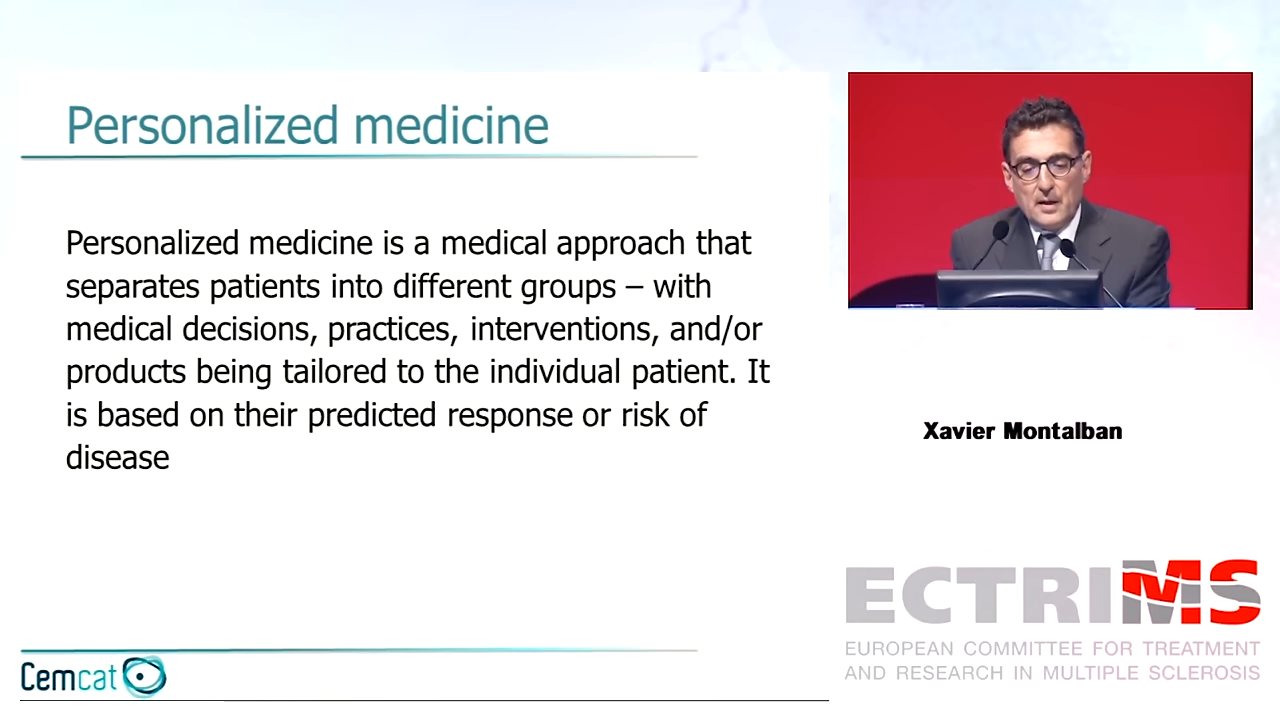 Personalized medicine
Personalized medicine is a medical approach that
separates patients into different groups – with
medical decisions, practices, interventions, and/or
products being tailored to the individual patient. It
is based on their predicted response or risk of
disease
Cemcat
Xavier Montalban
ECTRIMS
EUROPEAN COMMITTEE FOR TREATMENT
AND RESEARCH IN MULTIPLE SCLEROSIS